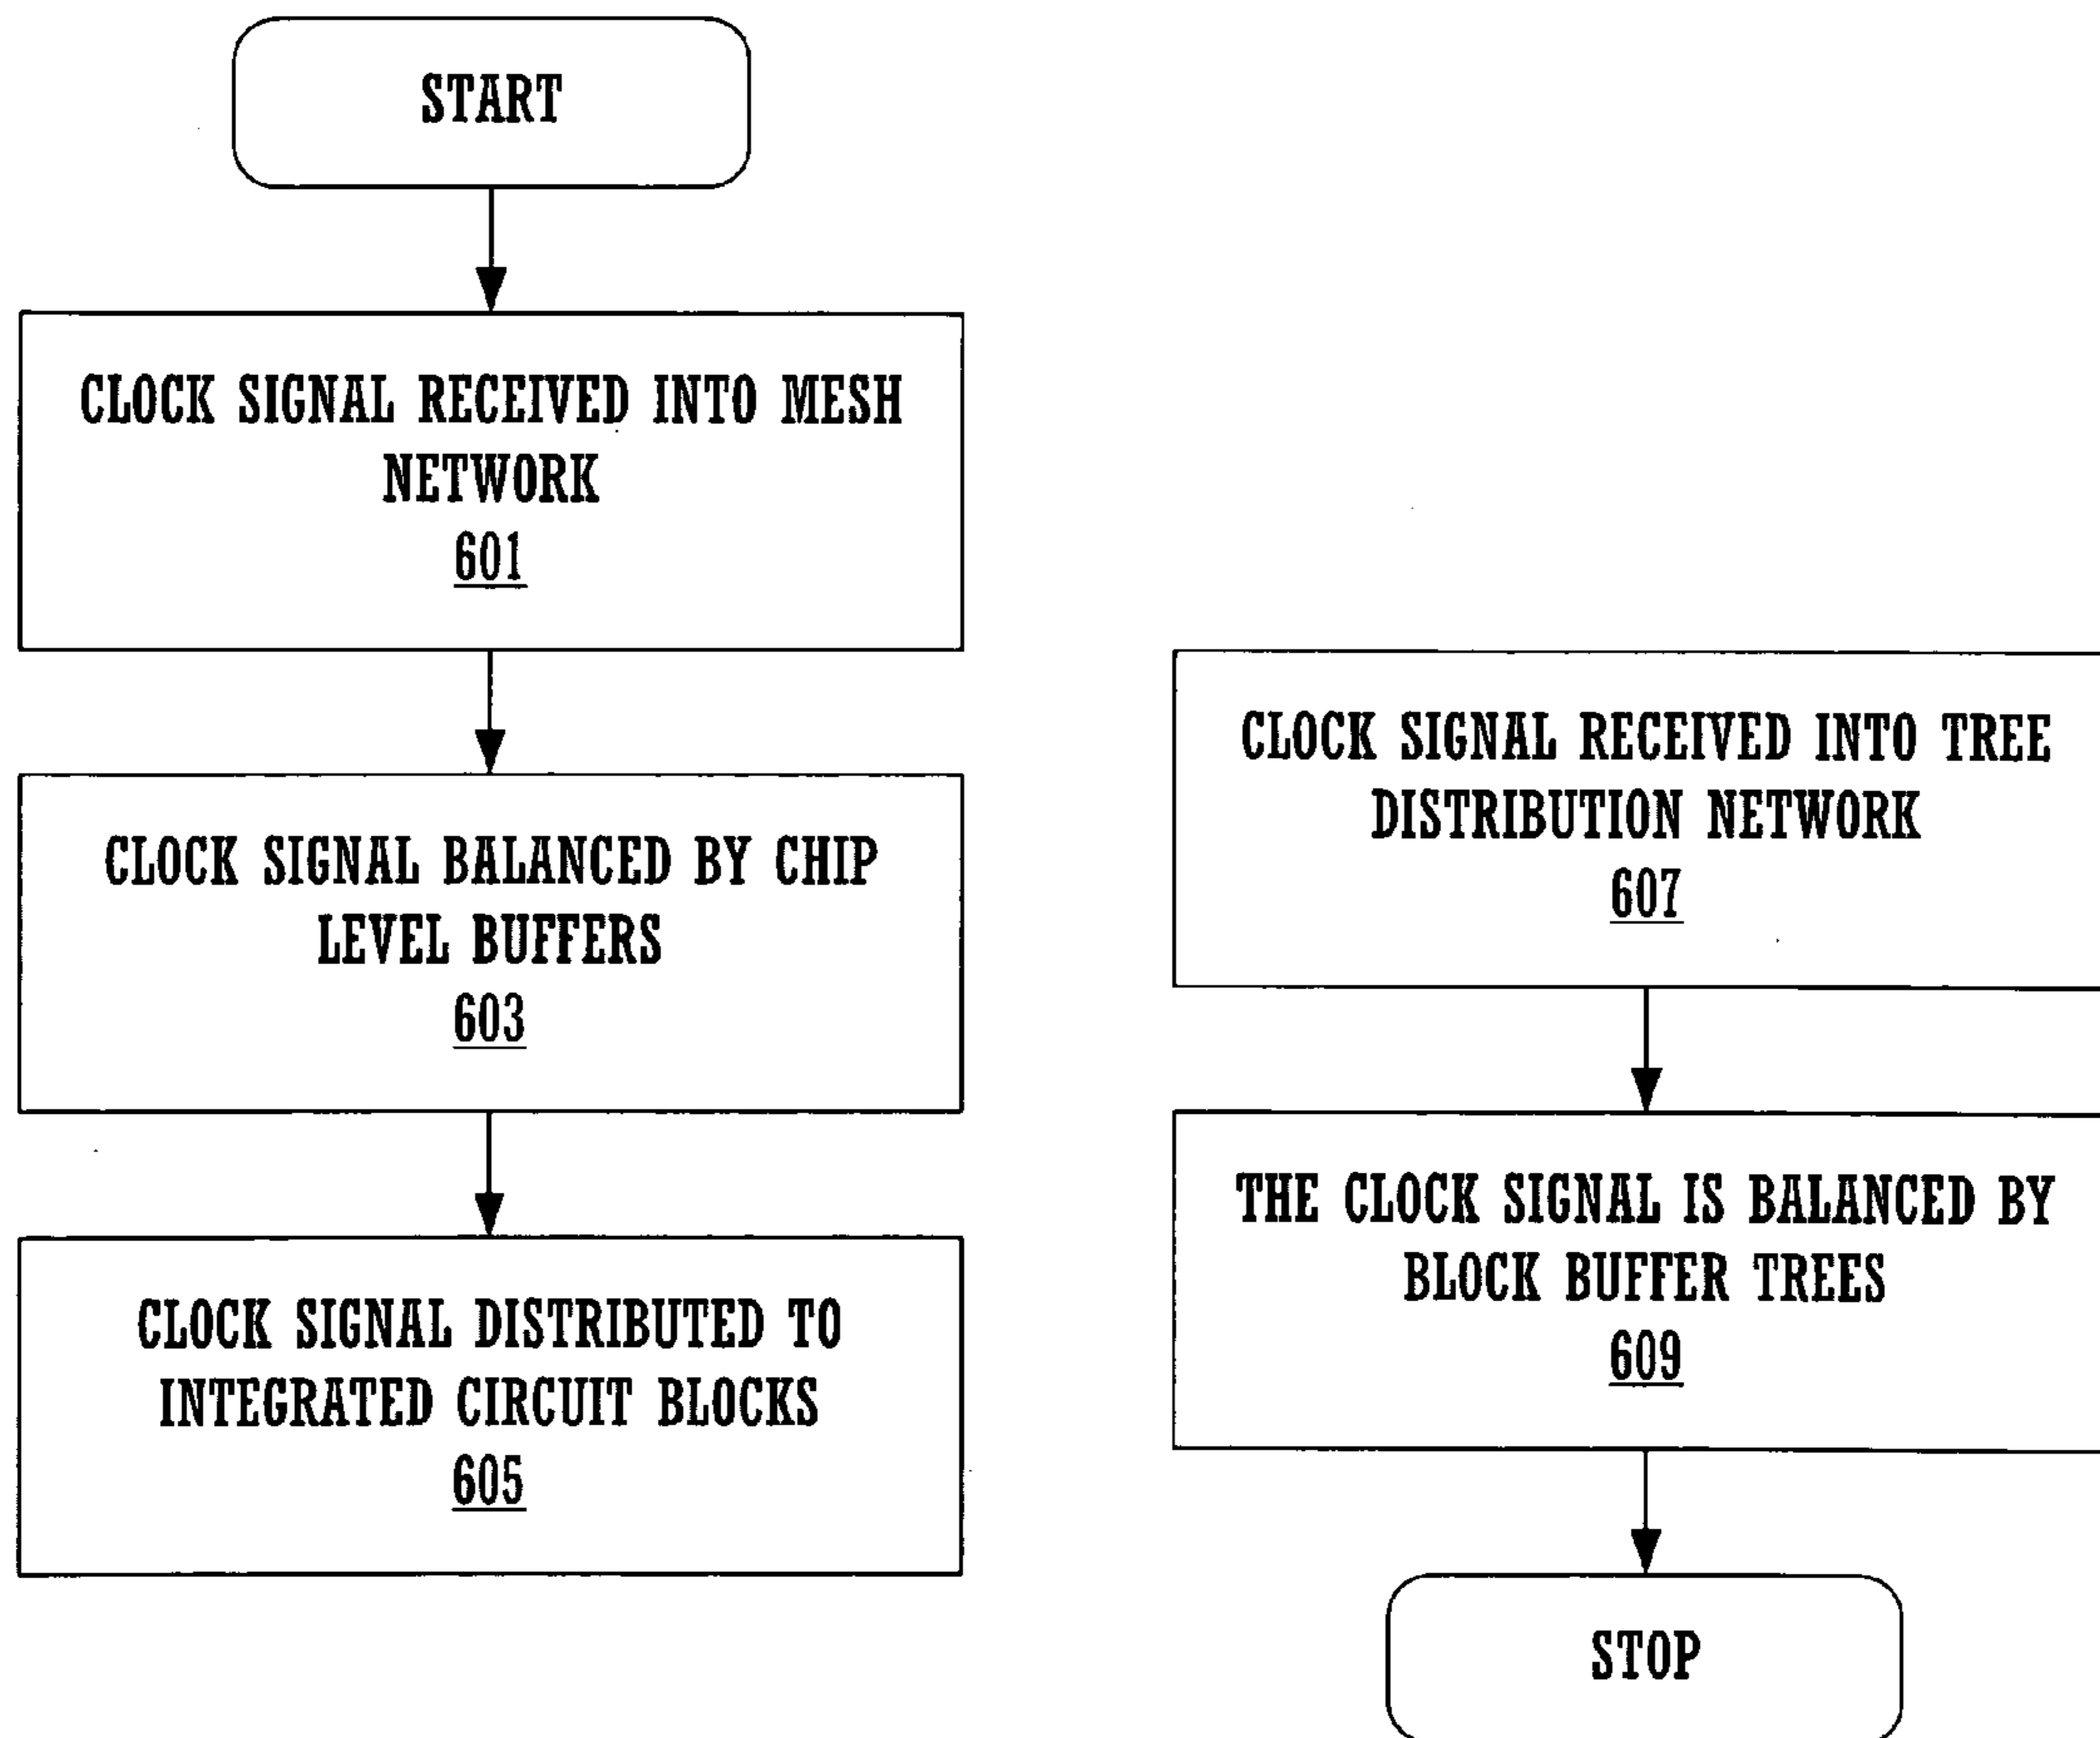 START
CLOCK SIGNAL RECEIVED INTO MESH
NETWORK
601
CLOCK SIGNAL BALANCED BY CHIP
LEVEL BUFFERS
603
CLOCK SIGNAL DISTRIBUTED TO
INTEGRATED CIRCUIT BLOCKS
605
CLOCK SIGNAL RECEIVED INTO TREE
DISTRIBUTION NETWORK
607
THE CLOCK SIGNAL IS BALANCED BY
BLOCK BUFFER TREES
609
STOP